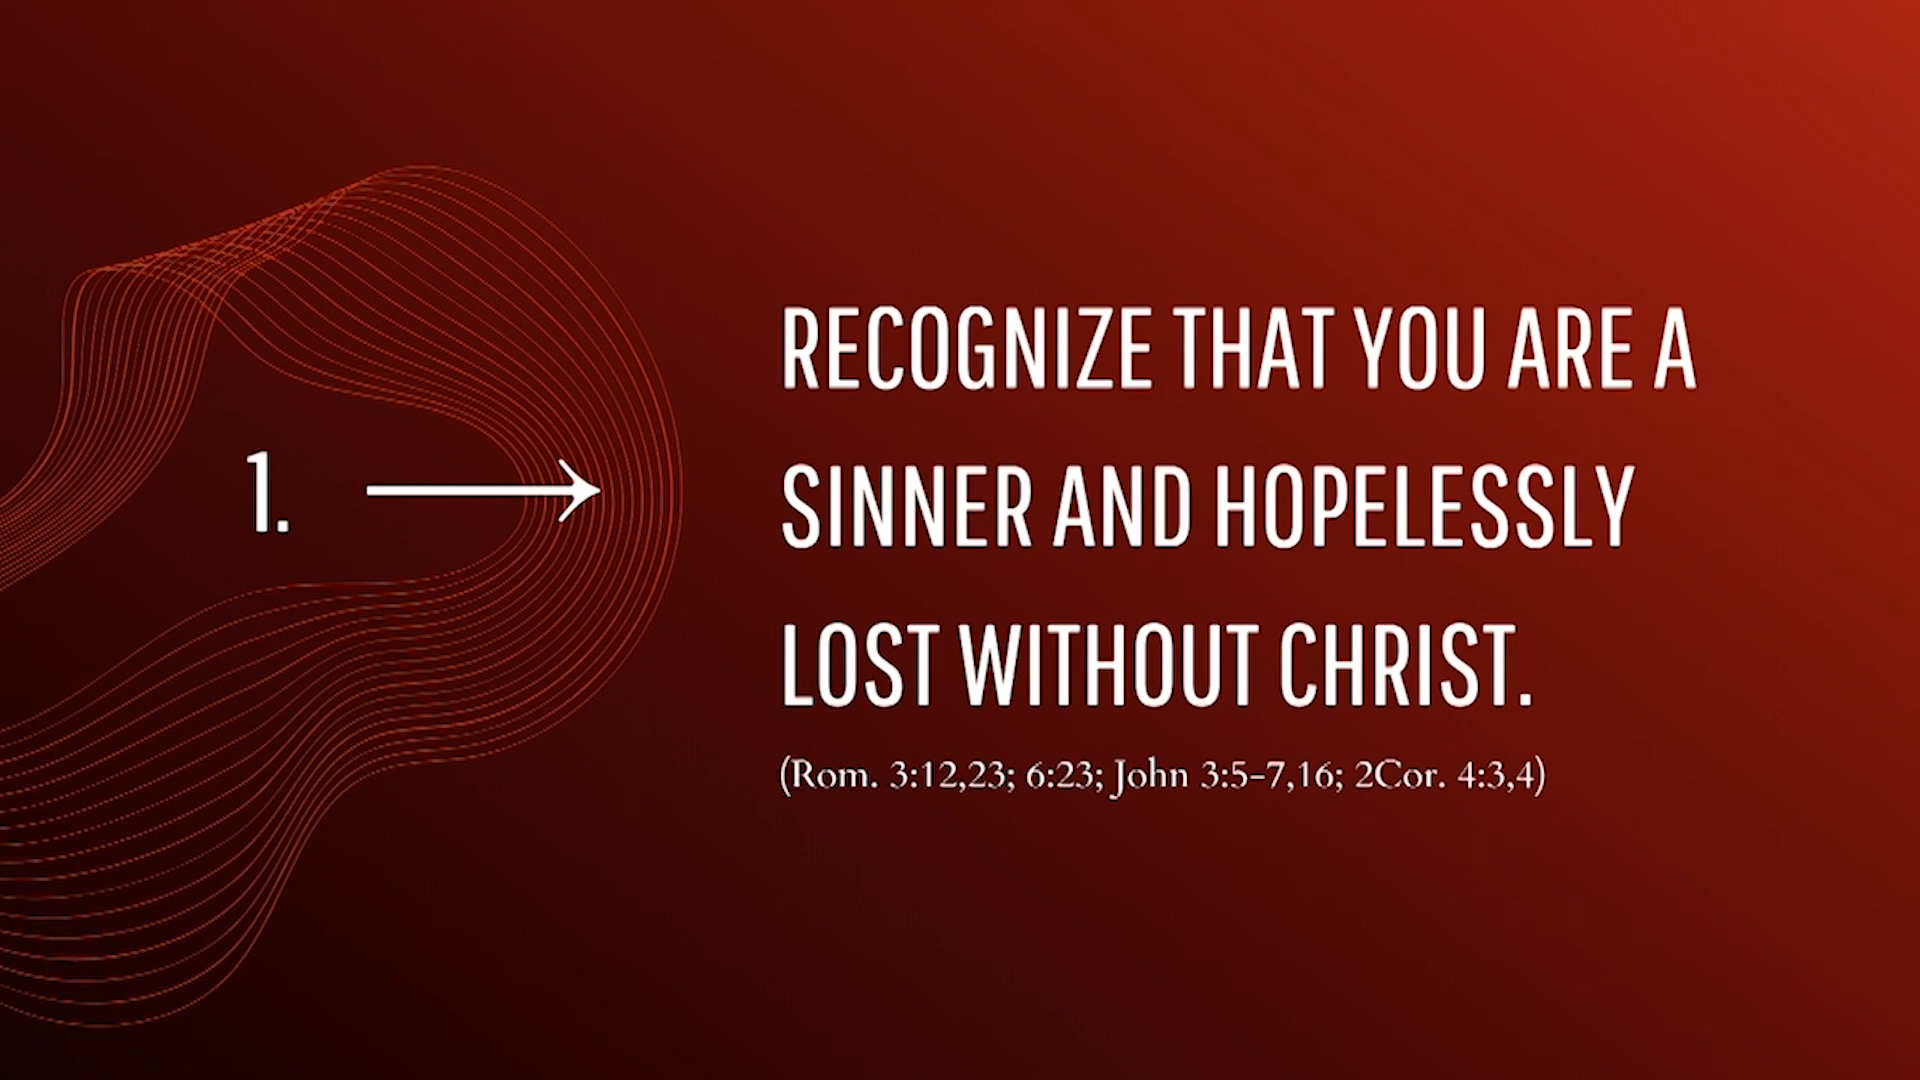 1.
RECOGNIZE THAT YOU ARE A
SINNER AND HOPELESSLY
LOST WITHOUT CHRIST.
(Rom. 3:12,23; 6:23; John 3:5-7,16; 2Cor. 4:3,4)